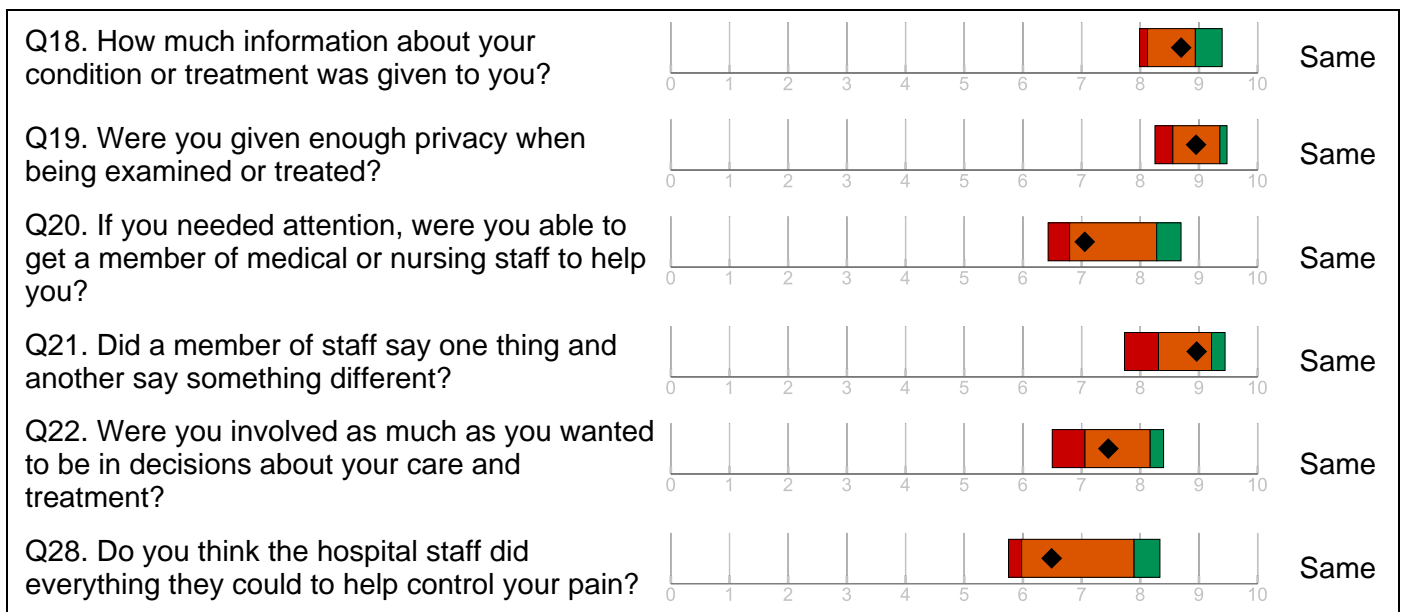 Q18. How much information about your
condition or treatment was given to you?
0 1 2 3 4 5 6 7 8 9 10
Same
Q19. Were you given enough privacy when
being examined or treated?
0 1 2 3 4 5 6 7 8 9 10
Same
Q20. If you needed attention, were you able to
get a member of medical or nursing staff to help
you?
0 1 2 3 4 5 6 7 8 9 10
Same
Q21. Did a member of staff say one thing and
another say something different?
0 1 2 3 4 5 6 7 8 9 10
Same
Q22. Were you involved as much as you wanted
to be in decisions about your care and
treatment?
0 1 2 3 4 5 6 7 8 9 10
Same
Q28. Do you think the hospital staff did
everything they could to help control your pain?
0 1 2 3 4 5 6 7 8 9 10
Same